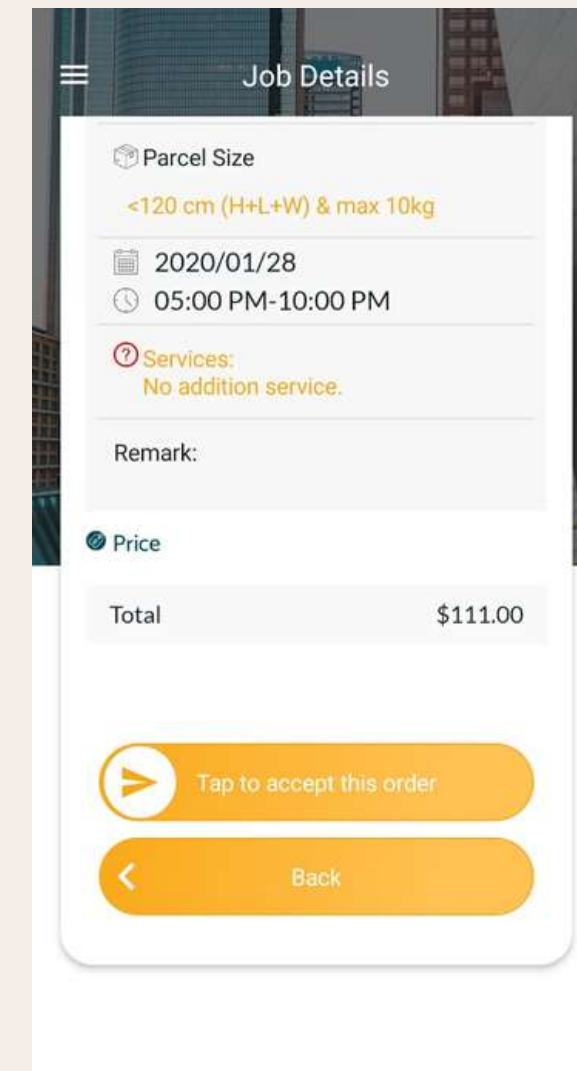 Job Details
Parcel Size
<120 cm (H+L+W) & max 10kg
2020/01/28
05:00 PM-10:00 PM
Services:
No addition service.
Remark:
Price
Total $111.00
Tap to accept this order
Back